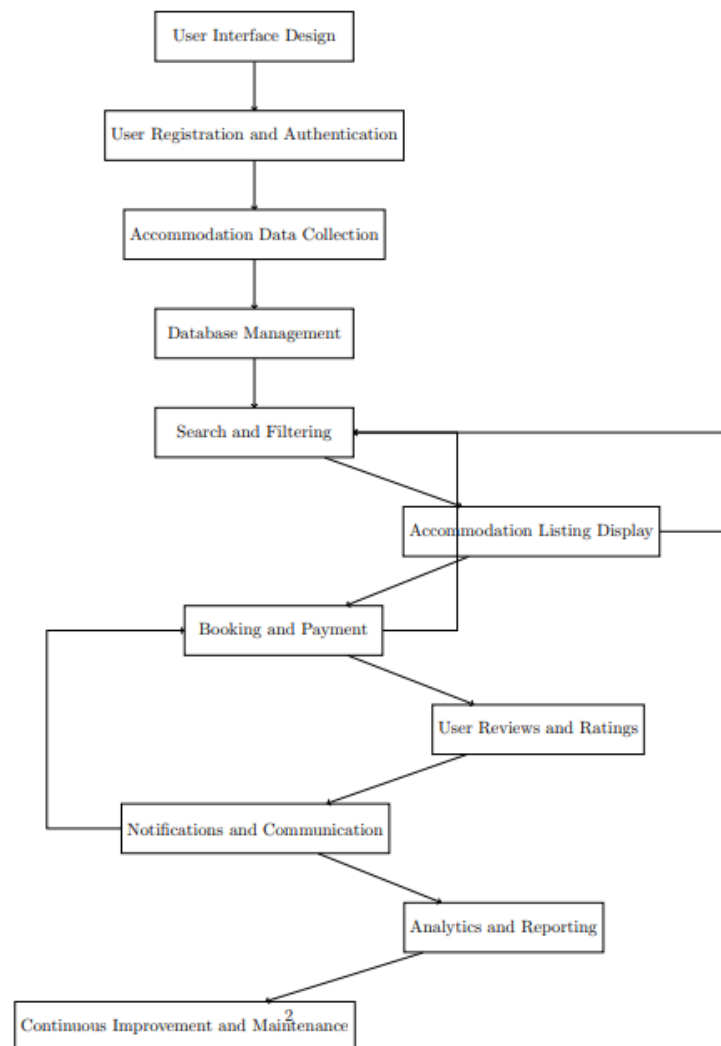 User Interface Design
User Registration and Authentication
Accommodation Data Collection
Database Management
Search and Filtering
Accommodation Listing Display
Booking and Payment
User Reviews and Ratings
Notifications and Communication
Analytics and Reporting
2
Continuous Improvement and Maintenance